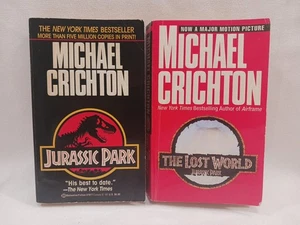 THE NEW YORK TIMES BESTSELLER
MORE THAN FIVE MILLION COPIES IN PRINT!
MICHAEL
CRICHTON
JURASSIC PARK
"His best to date."
—The New York Times
NOW A MAJOR MOTION PICTURE
MICHAEL
CRICHTON
New York Times Bestselling Author of Airframe
THE LOST WORLD
JURASSIC PARK